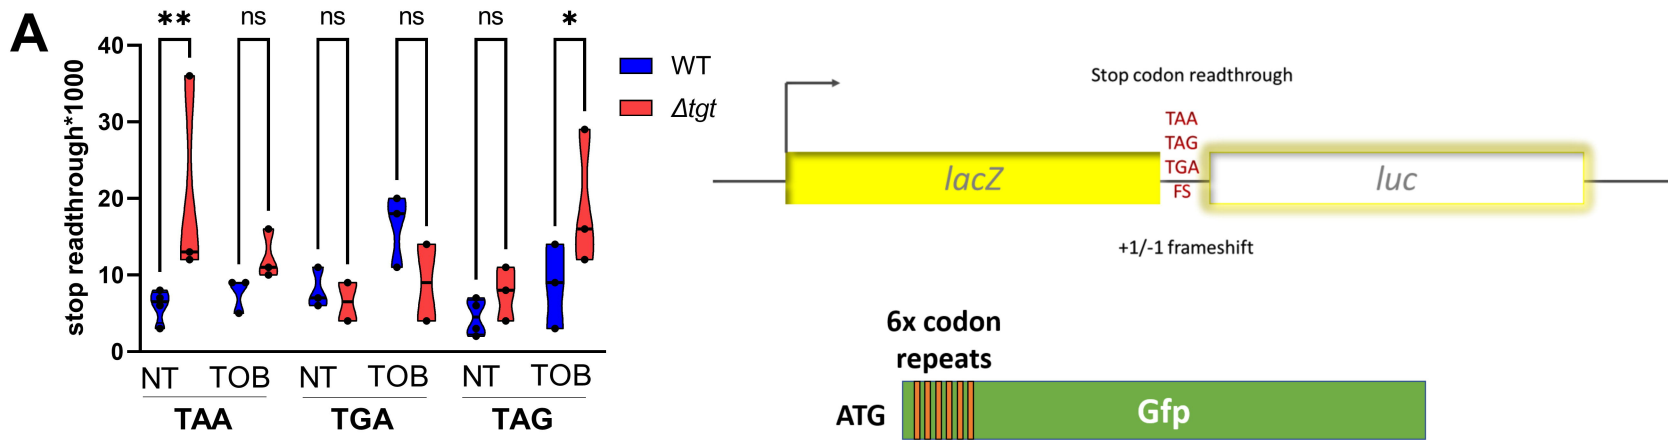 A
** ns ns ns ns *
stop readthrough*1000
40
30
20
10
0
NT TOB NT TOB NT TOB
TAA TGA TAG
WT
Δtgt
Stop codon readthrough
TAA
TAG
TGA
FS
lacZ
luc
+1/-1 frameshift
6x codon
repeats
ATG
Gfp